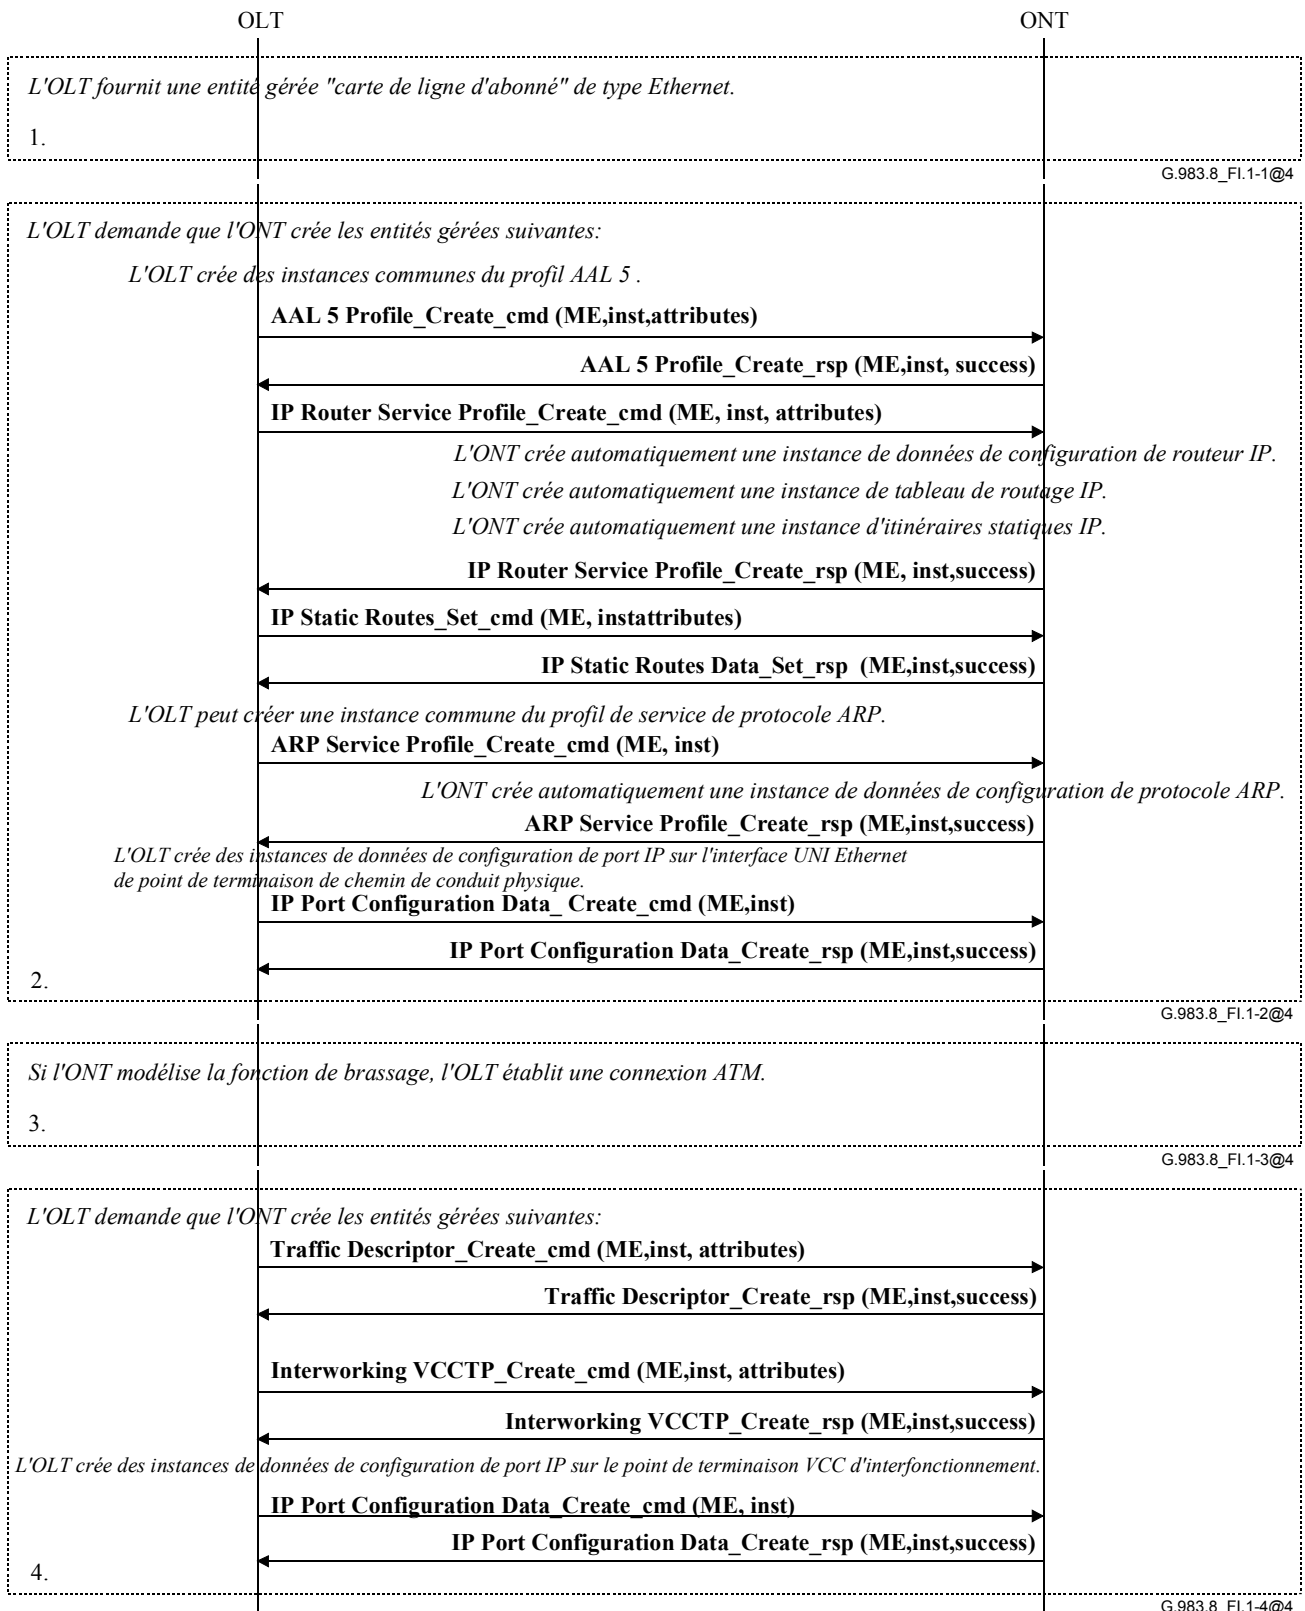 OLT
ONT
L'OLT fournit une entité gérée "carte de ligne d'abonné" de type Ethernet.
1.
G.983.8_FI.1-1@4
L'OLT demande que l'ONT crée les entités gérées suivantes:
L'OLT crée des instances communes du profil AAL 5 .
AAL 5 Profile_Create_cmd (ME,inst,attributes)
AAL 5 Profile_Create_rsp (ME,inst, success)
IP Router Service Profile_Create_cmd (ME, inst, attributes)
L'ONT crée automatiquement une instance de données de configuration de routeur IP.
L'ONT crée automatiquement une instance de tableau de routage IP.
L'ONT crée automatiquement une instance d'itinéraires statiques IP.
IP Router Service Profile_Create_rsp (ME, inst,success)
IP Static Routes_Set_cmd (ME, instattributes)
IP Static Routes Data_Set_rsp  (ME,inst,success)
L'OLT peut créer une instance commune du profil de service de protocole ARP.
ARP Service Profile_Create_cmd (ME, inst)
L'ONT crée automatiquement une instance de données de configuration de protocole ARP.
ARP Service Profile_Create_rsp (ME,inst,success)
L'OLT crée des instances de données de configuration de port IP sur l'interface UNI Ethernet
de point de terminaison de chemin de conduit physique.
IP Port Configuration Data_ Create_cmd (ME,inst)
IP Port Configuration Data_Create_rsp (ME,inst,success)
2.
G.983.8_FI.1-2@4
Si l'ONT modélise la fonction de brassage, l'OLT établit une connexion ATM.
3.
G.983.8_FI.1-3@4
L'OLT demande que l'ONT crée les entités gérées suivantes:
Traffic Descriptor_Create_cmd (ME,inst, attributes)
Traffic Descriptor_Create_rsp (ME,inst,success)
Interworking VCCTP_Create_cmd (ME,inst, attributes)
Interworking VCCTP_Create_rsp (ME,inst,success)
L'OLT crée des instances de données de configuration de port IP sur le point de terminaison VCC d'interfonctionnement.
IP Port Configuration Data_Create_cmd (ME, inst)
IP Port Configuration Data_Create_rsp (ME,inst,success)
4.
G.983.8_FI.1-4@4